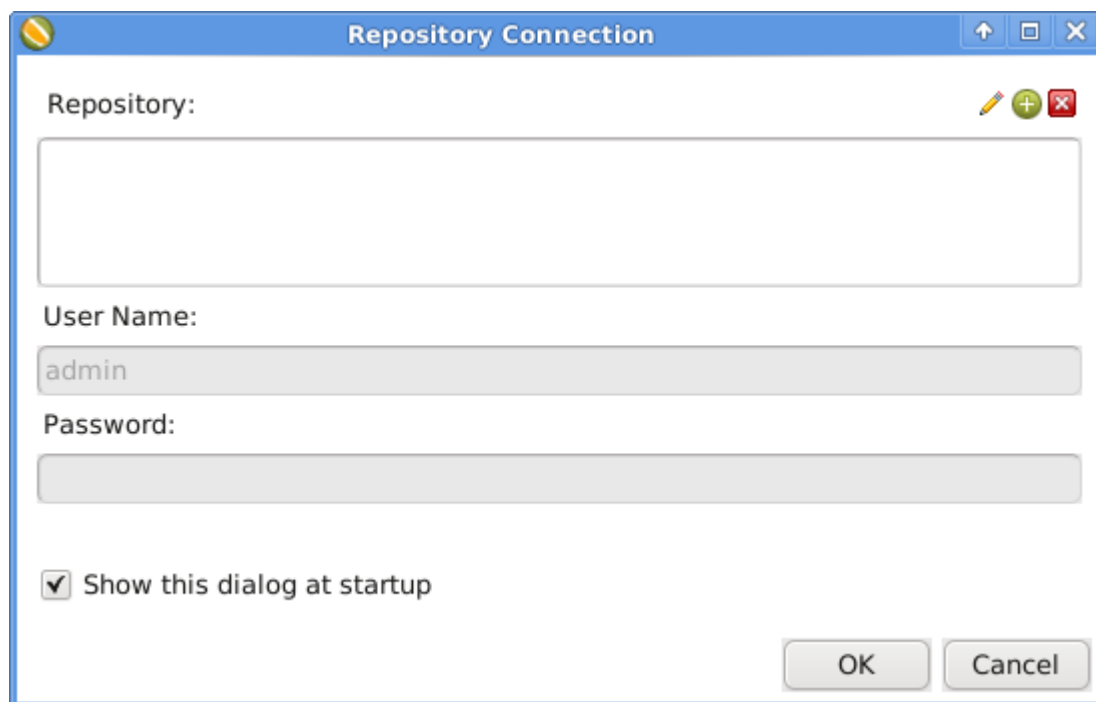 Repository Connection
Repository:
User Name:
admin
Password:
Show this dialog at startup
OK Cancel